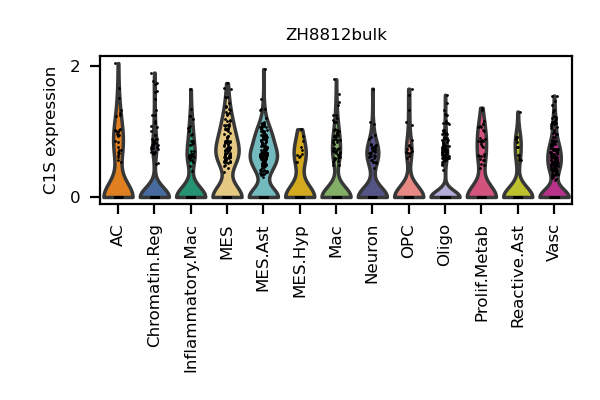 ZH8812bulk
C1S expression
2
0
AC
Chromatin.Reg
Inflammatory.Mac
MES
MES.Ast
MES.Hyp
Mac
Neuron
OPC
Oligo
Prolif.Metab
Reactive.Ast
Vasc